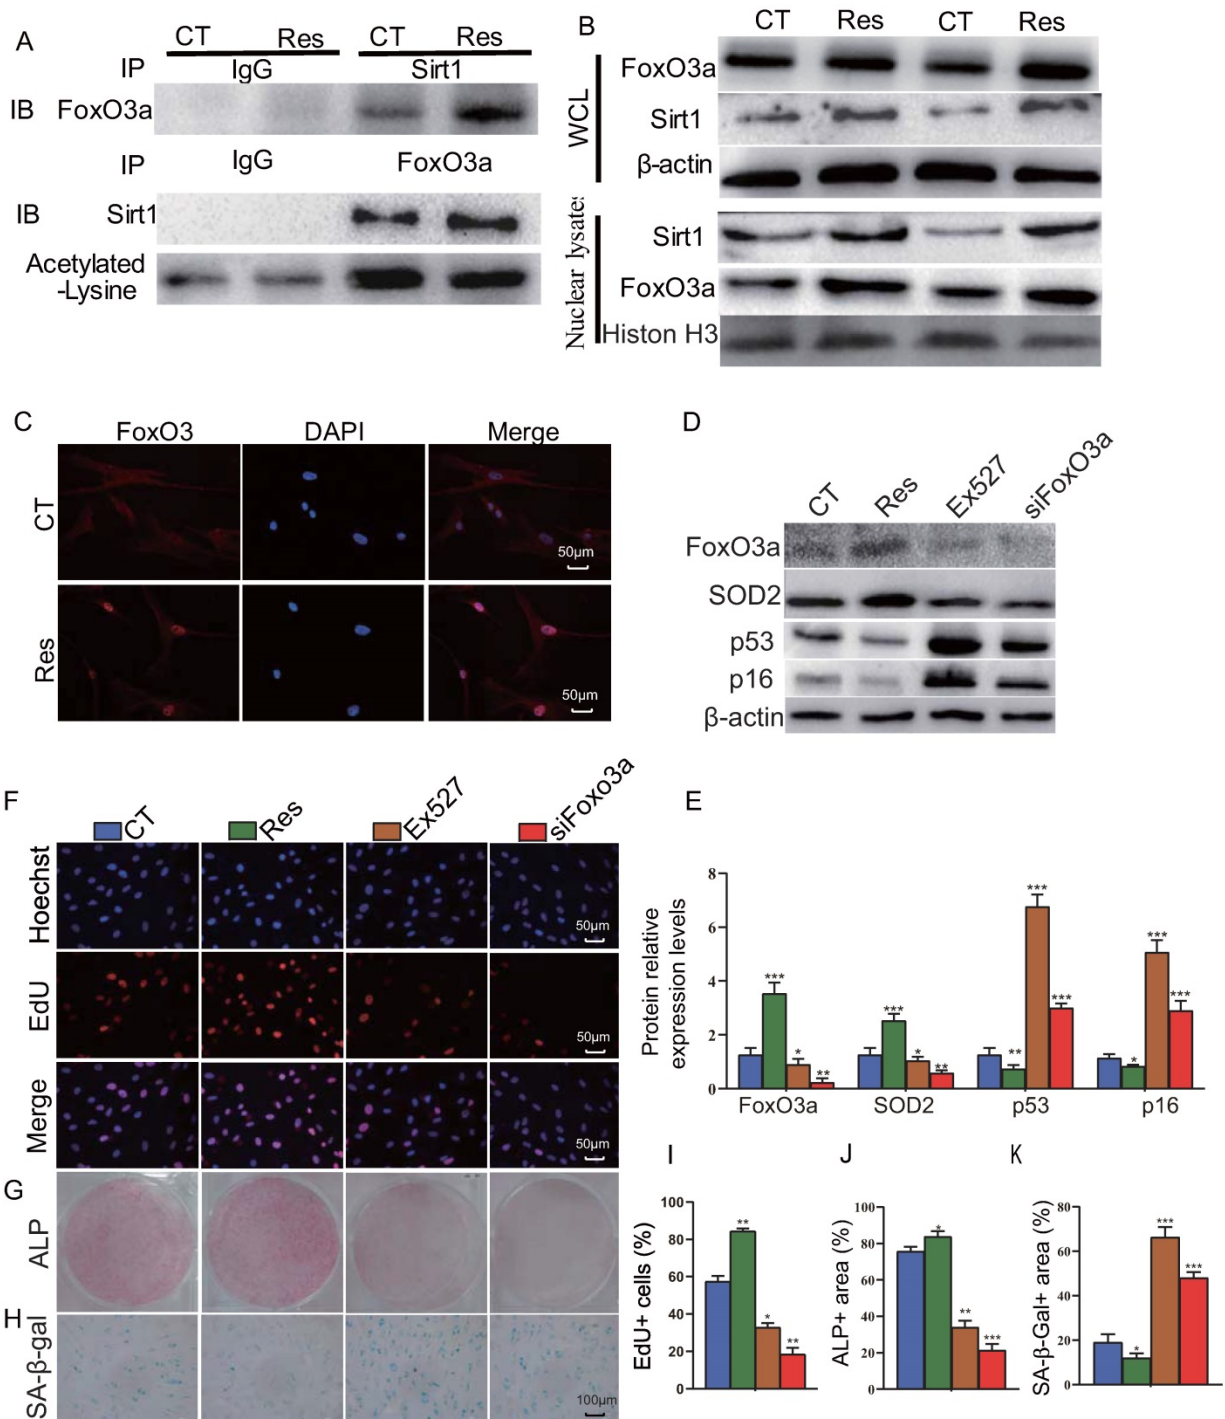 A
CT Res CT Res
IP IgG Sirt1
IB FoxO3a
IP IgG FoxO3a
IB Sirt1
Acetylated
-Lysine
B
CT Res CT Res
WCL
FoxO3a
Sirt1
β-actin
Nuclear lysates
Sirt1
FoxO3a
Histon H3
C
FoxO3 DAPI Merge
CT
50μm
Res
50μm
D
CT Res Ex527 siFoxO3a
FoxO3a
SOD2
p53
p16
β-actin
F
CT Res Ex527 siFoxo3a
Hoechst
50μm
EdU
50μm
Merge
50μm
G
ALP
H
SA-β-gal
100μm
E
Protein relative
expression levels
8
6
4
2
0
*** * **
*** * **
** *** ***
* *** ***
FoxO3a SOD2 p53 p16
I
EdU+ cells (%)
100
80
60
40
20
0
** * **
J
ALP+ area (%)
100
80
60
40
20
0
* ** ***
K
SA-β-Gal+ area (%)
80
60
40
20
0
* *** ***